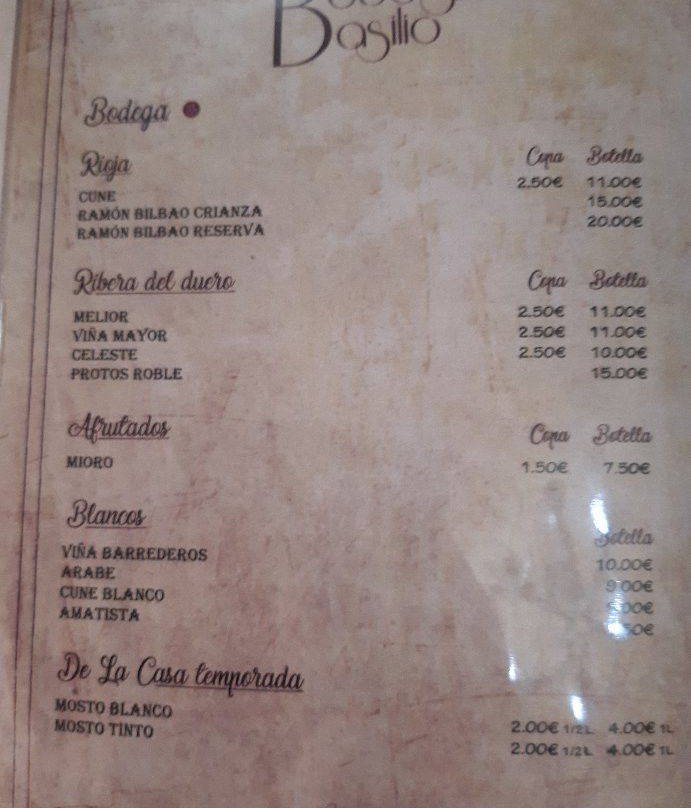 Basilio
Bodega
Rioja Copa Botella
CUNE 2.50€ 11.00€
RAMÓN BILBAO CRIANZA 15.00€
RAMÓN BILBAO RESERVA 20.00€
Ribera del duero Copa Botella
MELIOR 2.50€ 11.00€
VIÑA MAYOR 2.50€ 11.00€
CELESTE 2.50€ 10.00€
PROTOS ROBLE 15.00€
Afrutados Copa Botella
MIORO 1.50€ 7.50€
Blancos Botella
VIÑA BARREDEROS 10.00€
ARABE 9.00€
CUNE BLANCO
AMATISTA
De La Casa temporada
MOSTO BLANCO 2.00€ 1/2L 4.00€ 1L
MOSTO TINTO 2.00€ 1/2L 4.00€ 1L